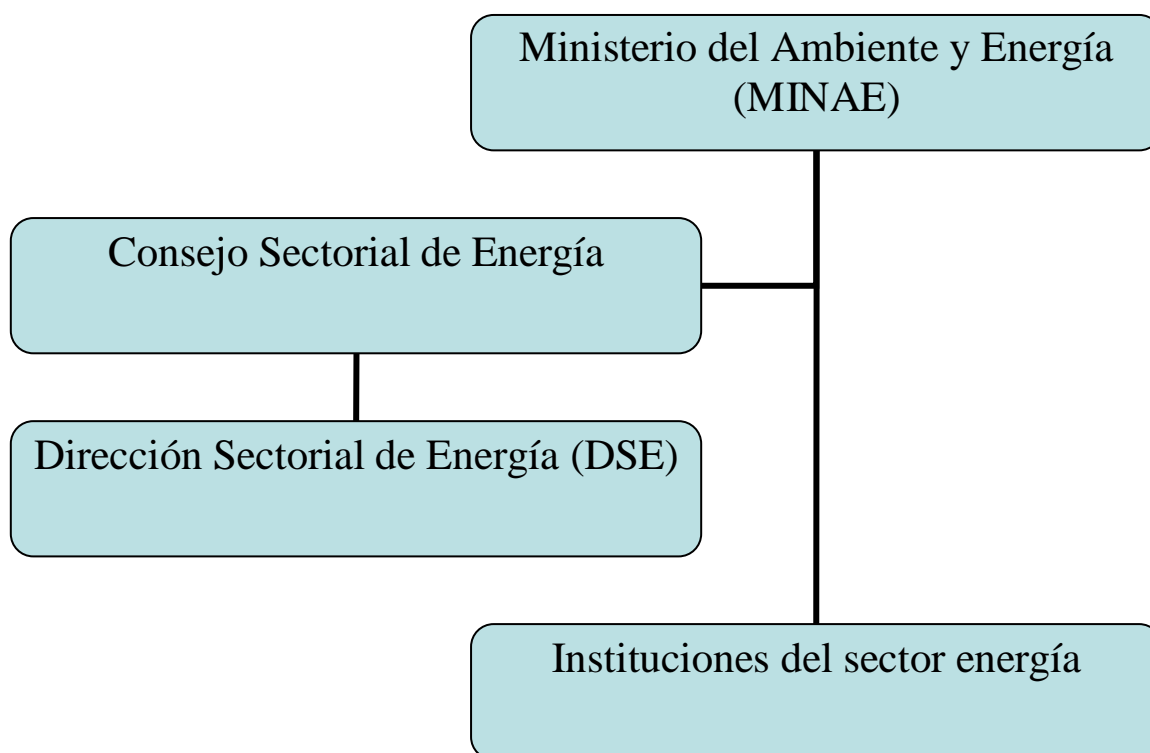 Ministerio del Ambiente y Energía
(MINAE)
Consejo Sectorial de Energía
Dirección Sectorial de Energía (DSE)
Instituciones del sector energía